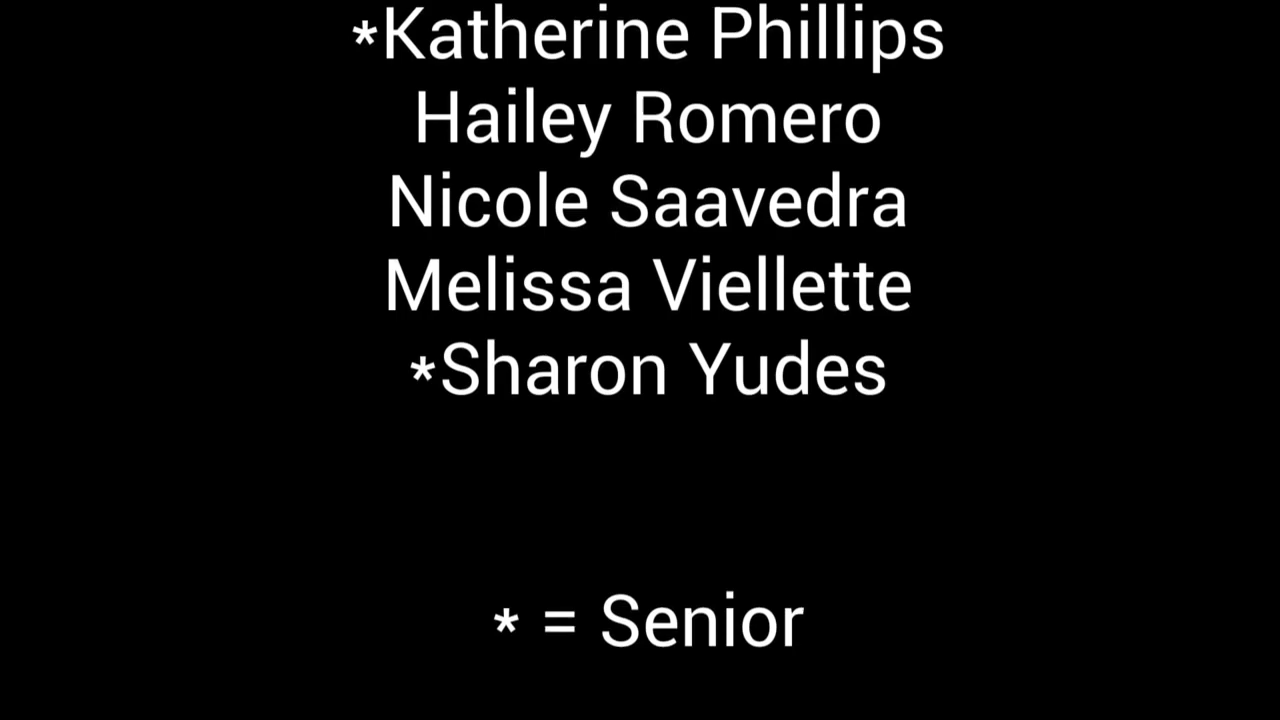 *Katherine Phillips
Hailey Romero
Nicole Saavedra
Melissa Viellette
*Sharon Yudes
* = Senior